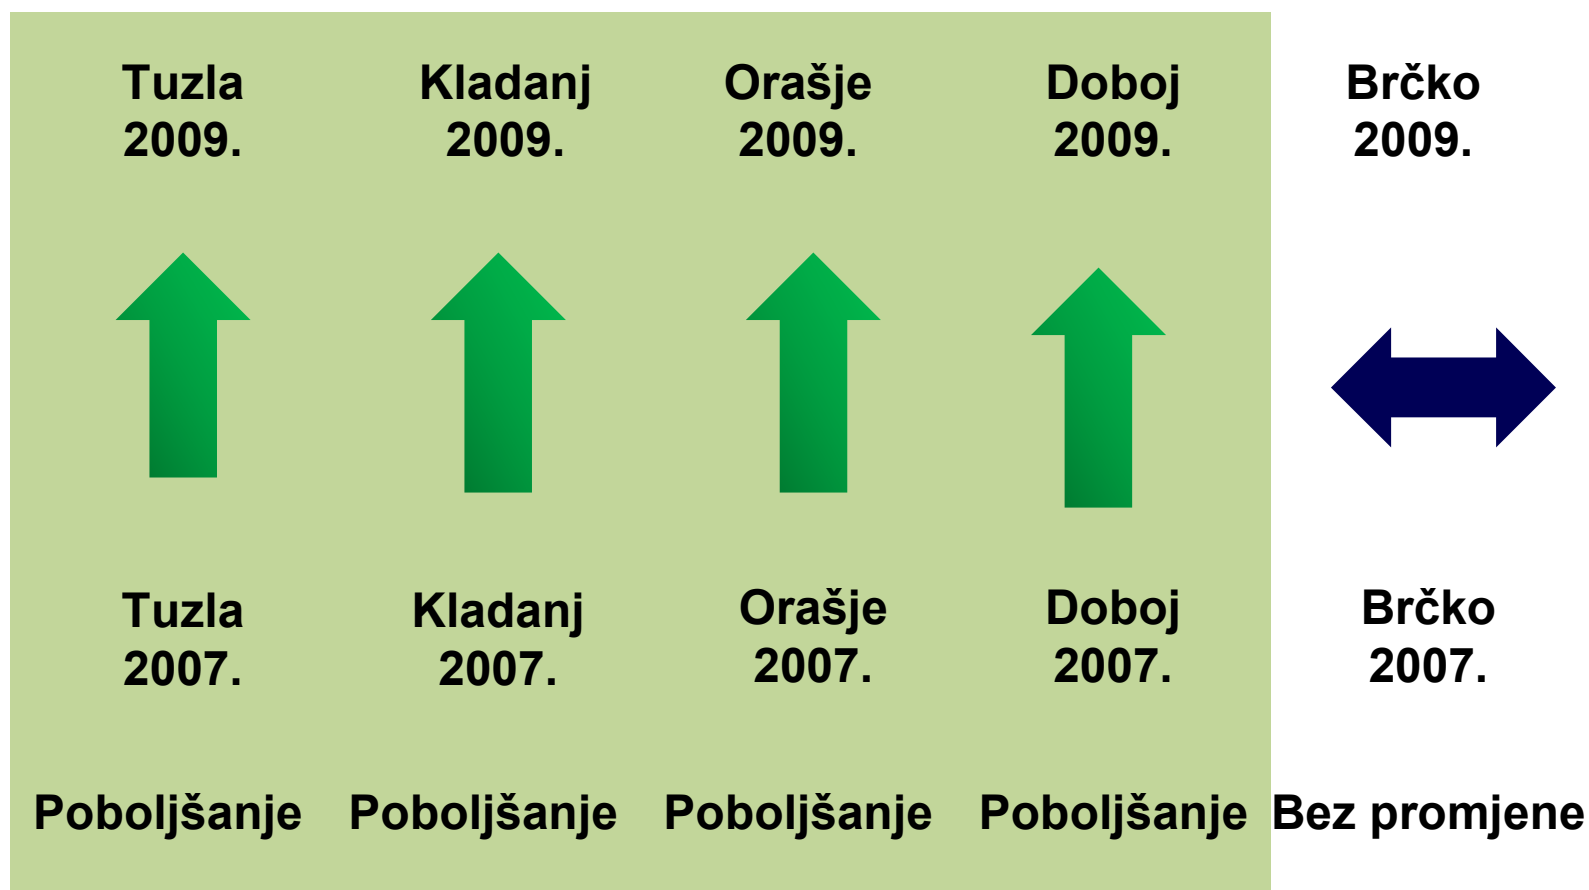 Tuzla
2009.
Kladanj
2009.
Orašje
2009.
Doboj
2009.
Brčko
2009.
Tuzla
2007.
Kladanj
2007.
Orašje
2007.
Doboj
2007.
Brčko
2007.
Poboljšanje
Poboljšanje
Poboljšanje
Poboljšanje
Bez promjene